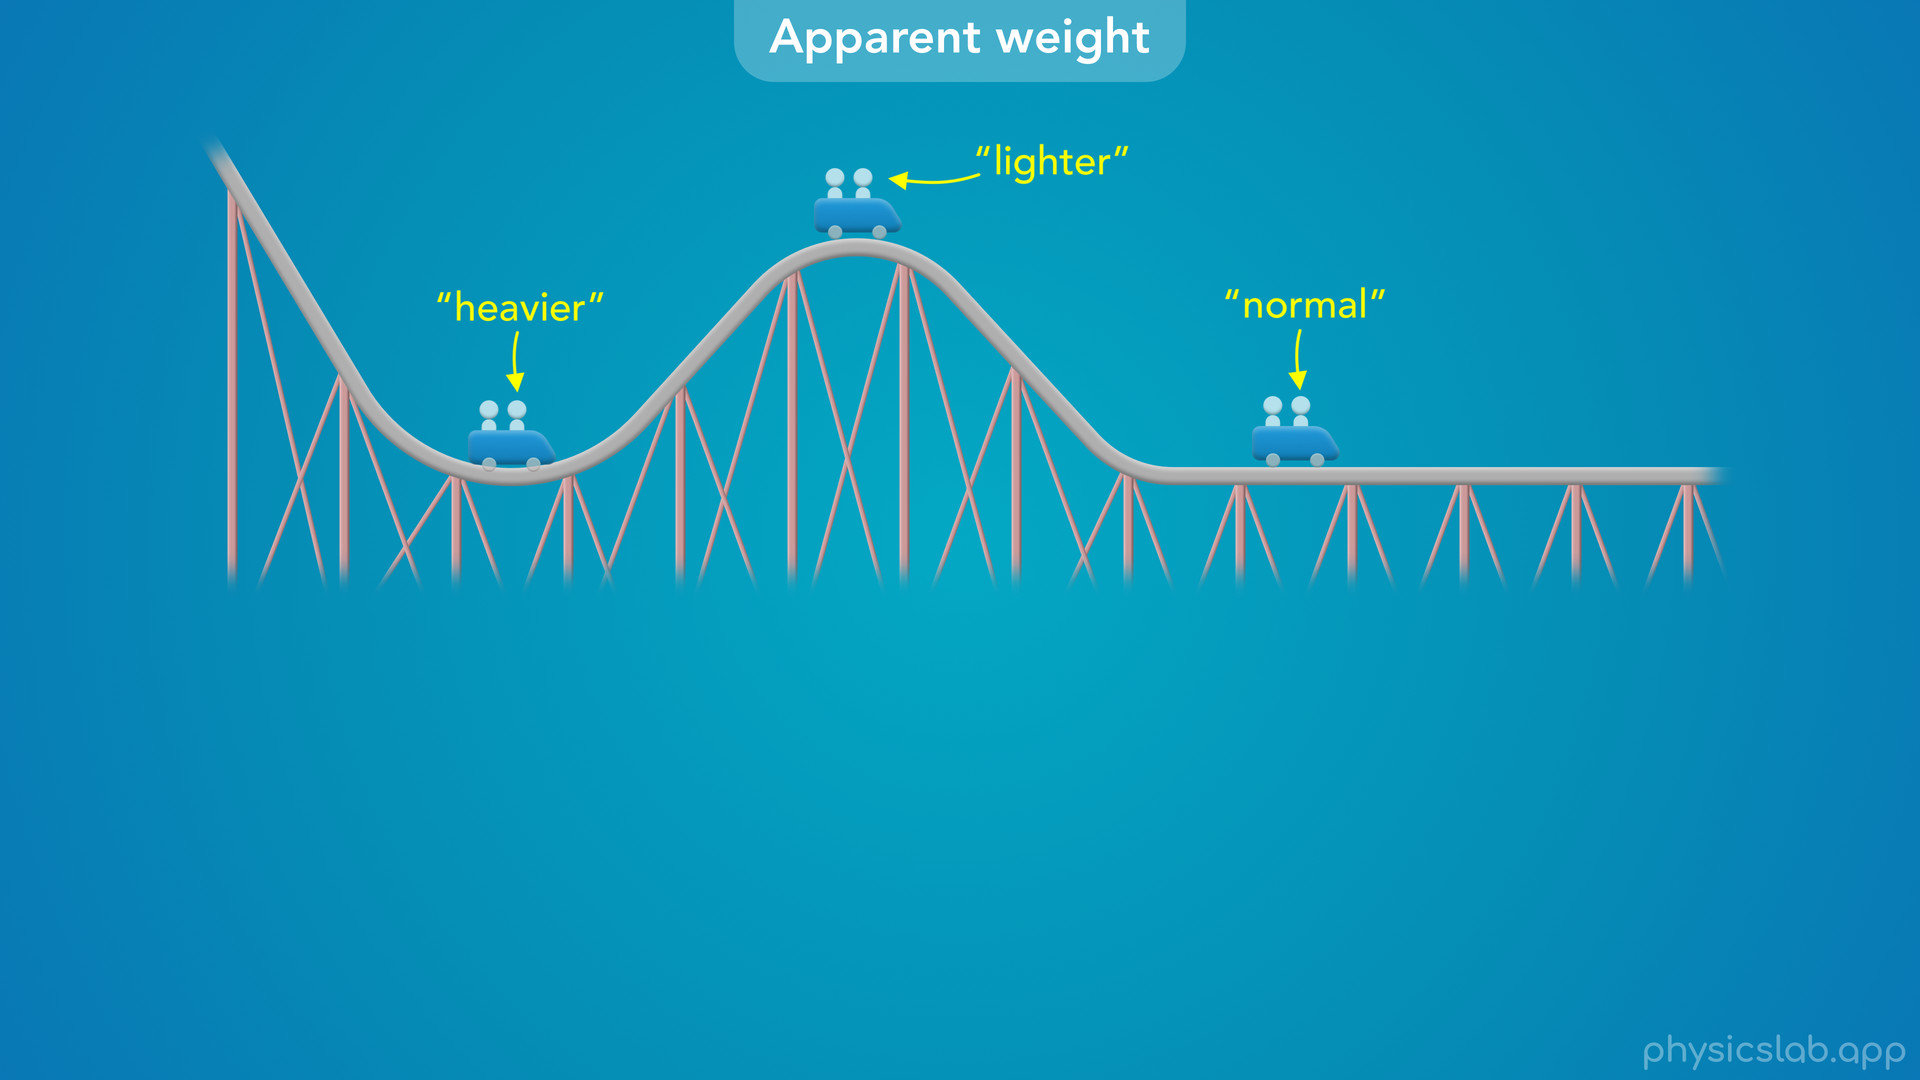 Apparent weight
“lighter”
“heavier”
“normal”
physicslab.app